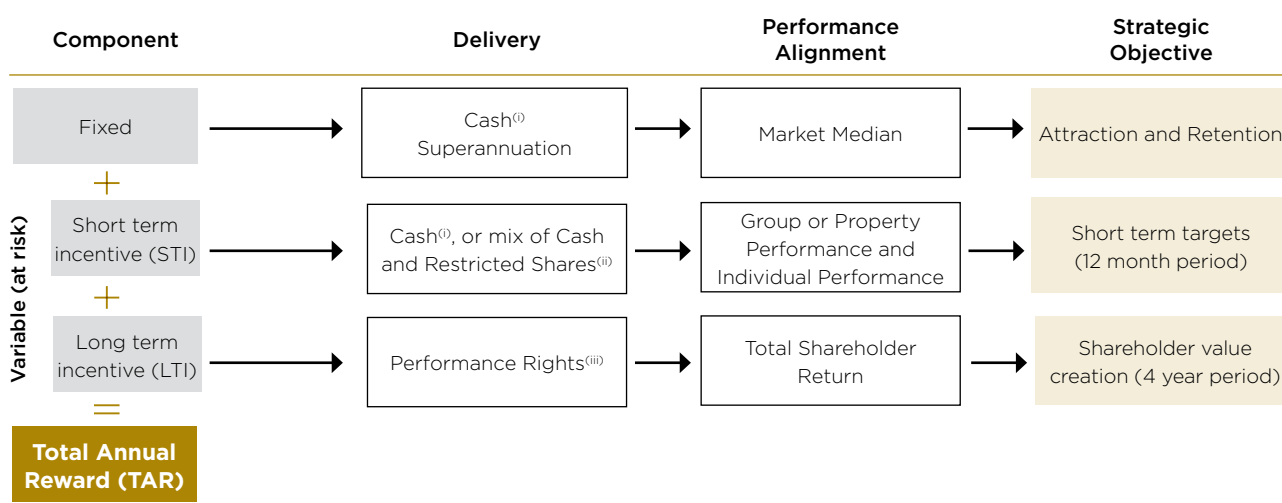 Component
Delivery
Performance
Alignment
Strategic
Objective
Fixed
Cash(i)
Superannuation
Market Median
Attraction and Retention
+
Variable (at risk)
Short term
incentive (STI)
Cash(i), or mix of Cash
and Restricted Shares(ii)
Group or Property
Performance and
Individual Performance
Short term targets
(12 month period)
+
Long term
incentive (LTI)
Performance Rights(iii)
Total Shareholder
Return
Shareholder value
creation (4 year period)
=
Total Annual
Reward (TAR)